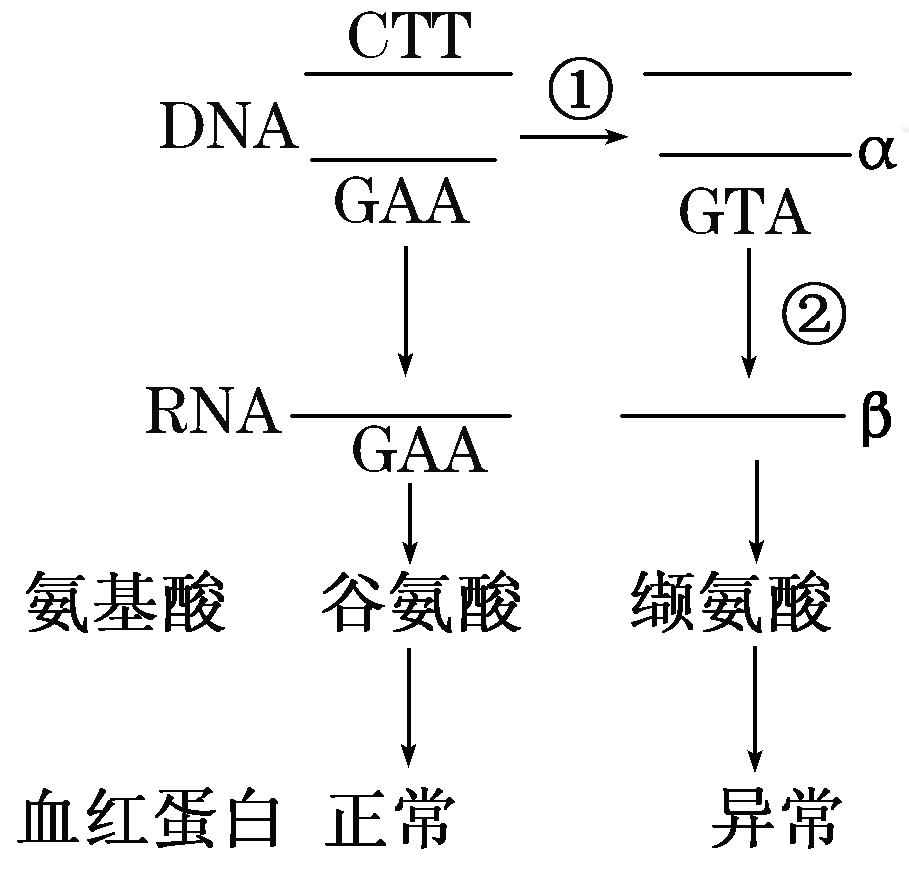 CTT
DNA ① α
GAA GTA
②
RNA β
GAA
氨基酸 谷氨酸 缬氨酸
血红蛋白 正常 异常